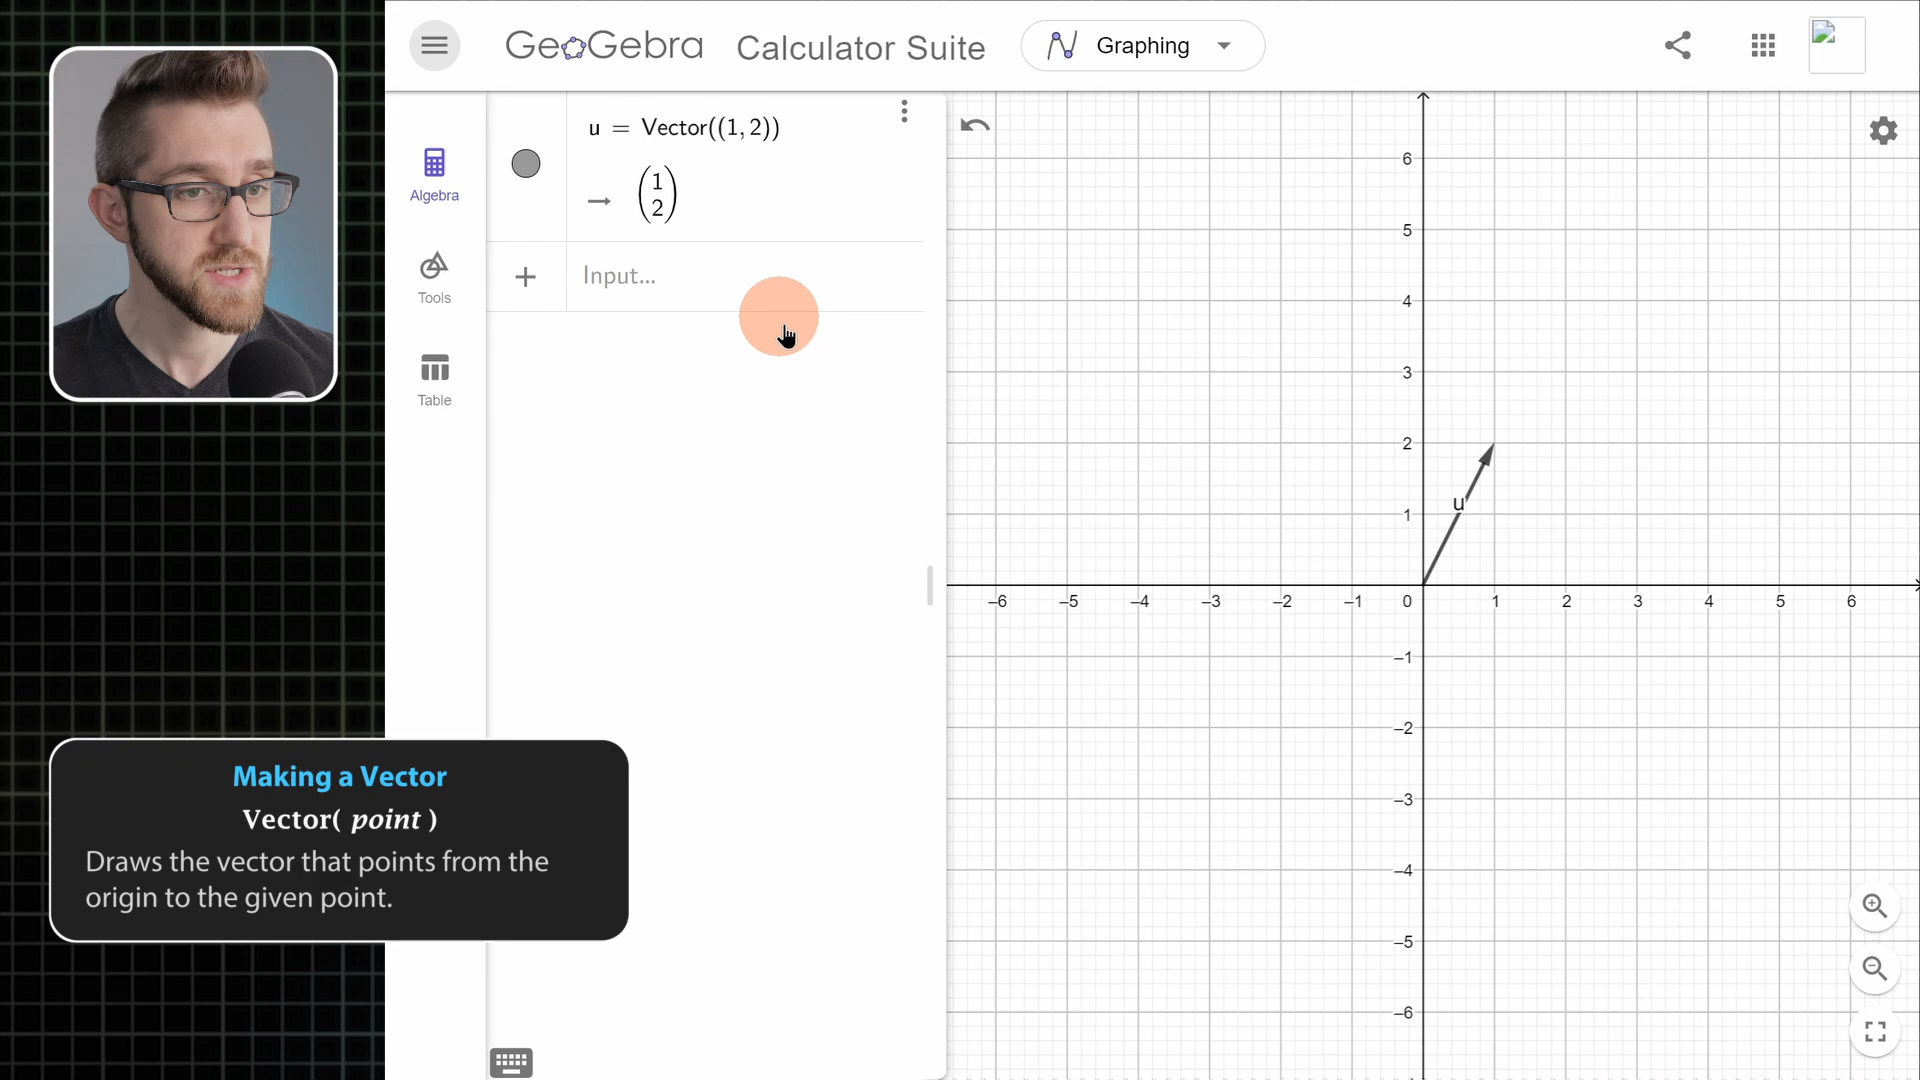 GeoGebra Calculator Suite Graphing
Algebra
Tools
Table
u = Vector((1, 2))
→ (1
2)
+ Input...
6
5
4
3
2
1
u
–6 –5 –4 –3 –2 –1 0 1 2 3 4 5 6
–1
–2
–3
–4
–5
–6
Making a Vector
Vector( point )
Draws the vector that points from the
origin to the given point.